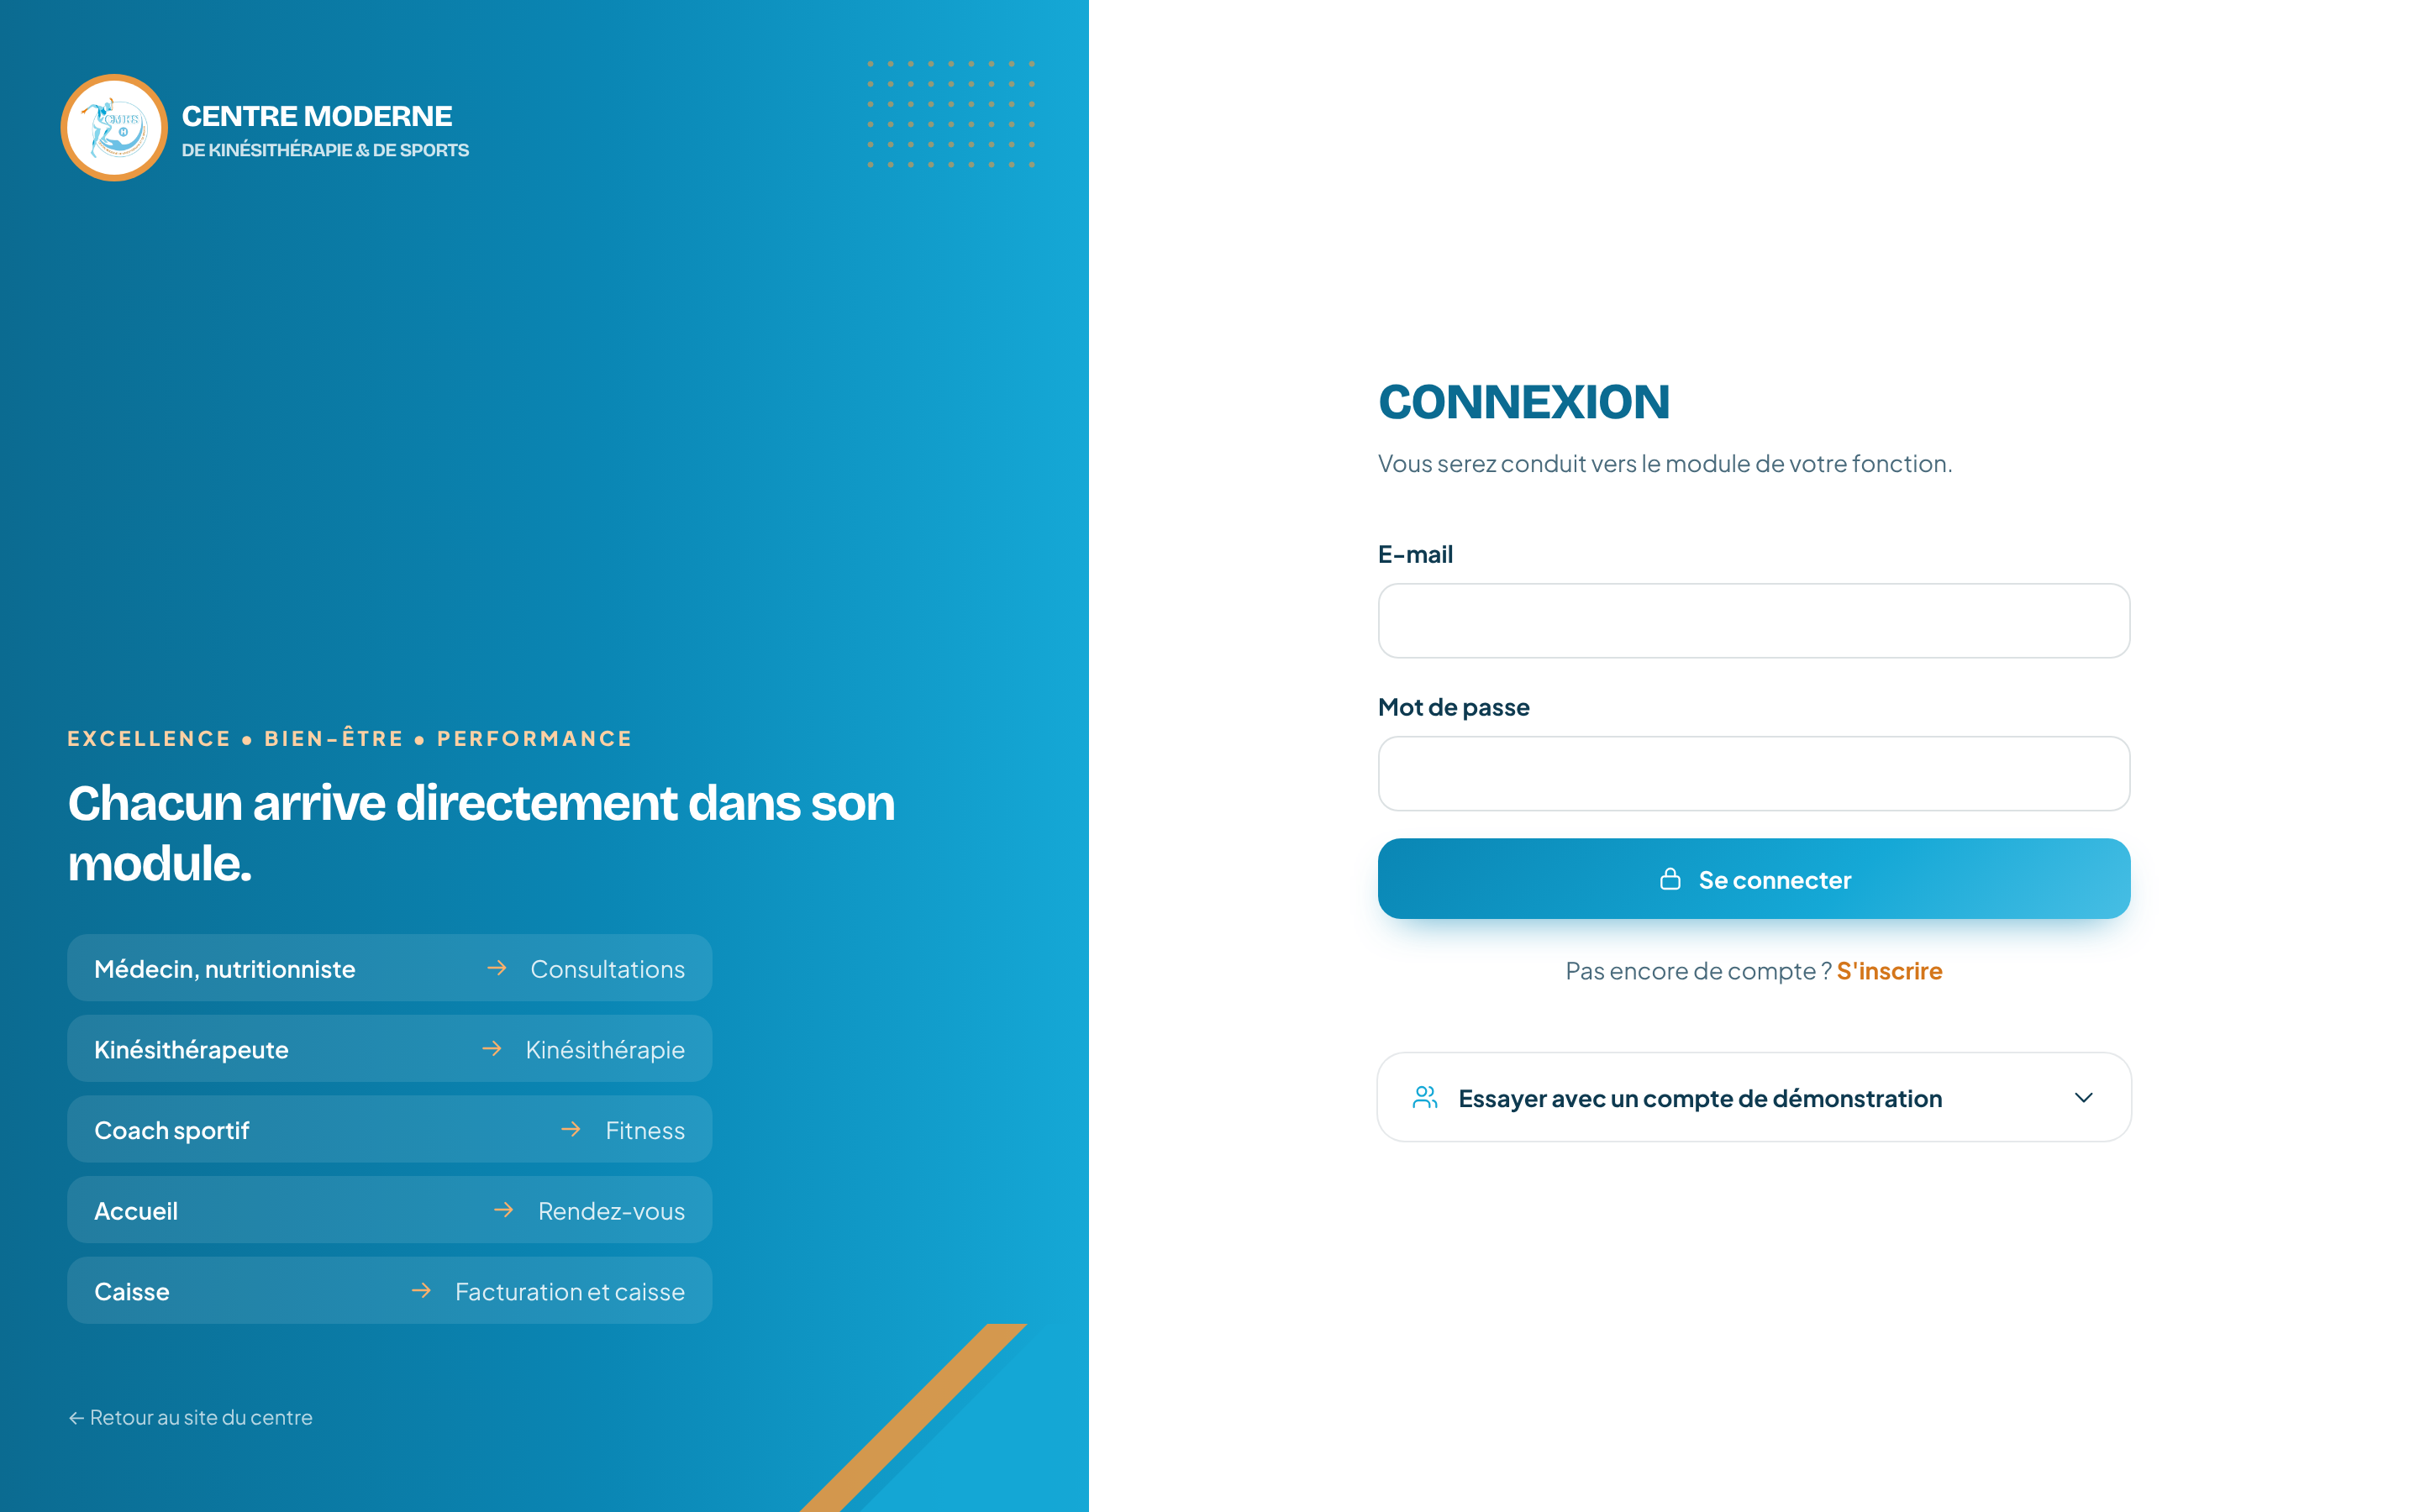 CENTRE MODERNE
DE KINÉSITHÉRAPIE & DE SPORTS
EXCELLENCE ● BIEN-ÊTRE ● PERFORMANCE
Chacun arrive directement dans son
module.
Médecin, nutritionniste → Consultations
Kinésithérapeute → Kinésithérapie
Coach sportif → Fitness
Accueil → Rendez-vous
Caisse → Facturation et caisse
← Retour au site du centre
CONNEXION
Vous serez conduit vers le module de votre fonction.
E-mail
Mot de passe
Se connecter
Pas encore de compte ? S'inscrire
Essayer avec un compte de démonstration